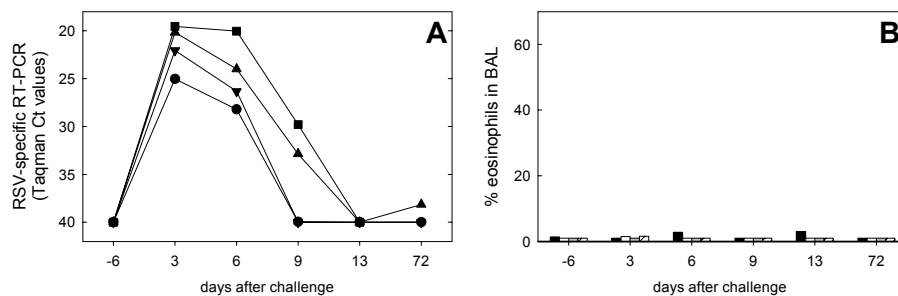 A
RSV-specific RT-PCR
(Taqman Ct values)
20
25
30
35
40
-6 3 6 9 13 72
days after challenge
B
% eosinophils in BAL
60
40
20
0
-6 3 6 9 13 72
days after challenge